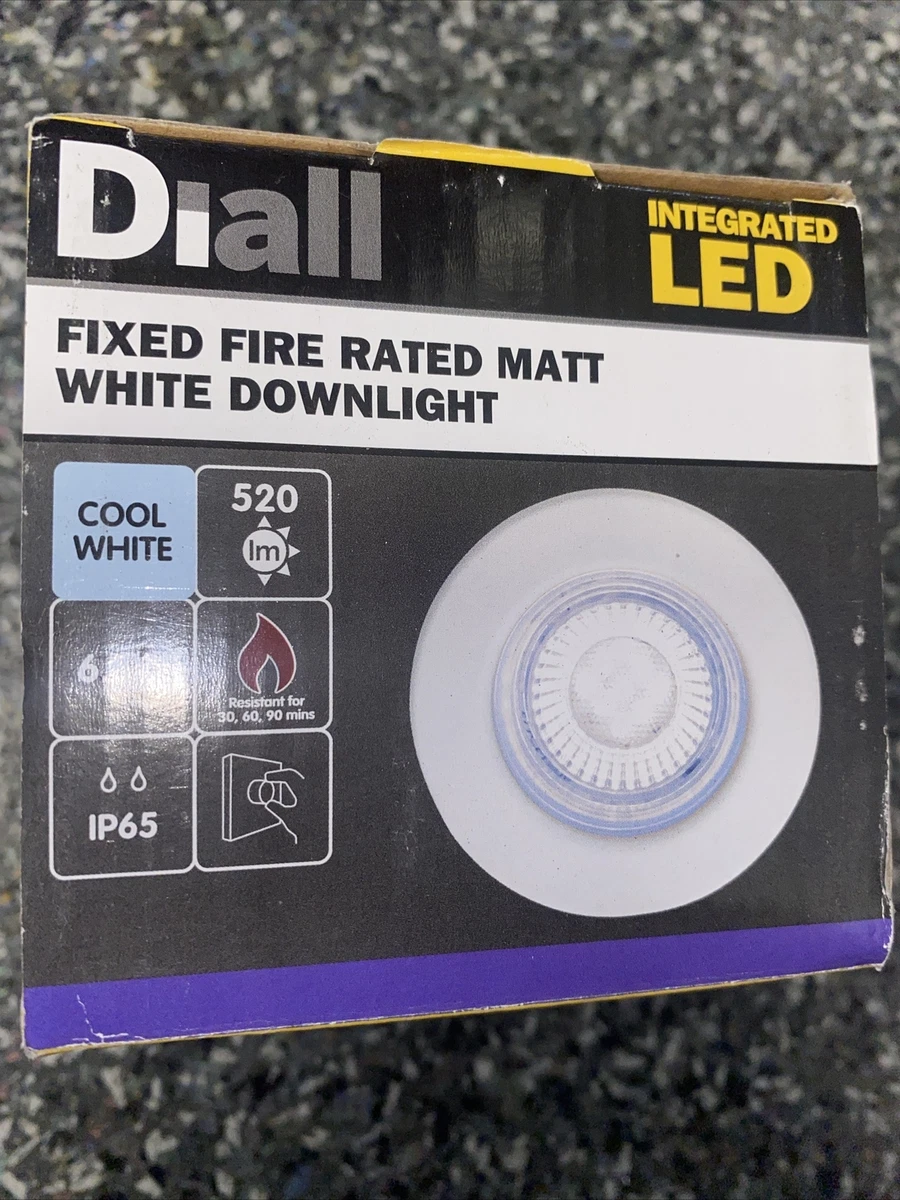 Diall
INTEGRATED
LED
FIXED FIRE RATED MATT
WHITE DOWNLIGHT
COOL
WHITE
520
lm
Resistant for
30, 60, 90 mins
IP65